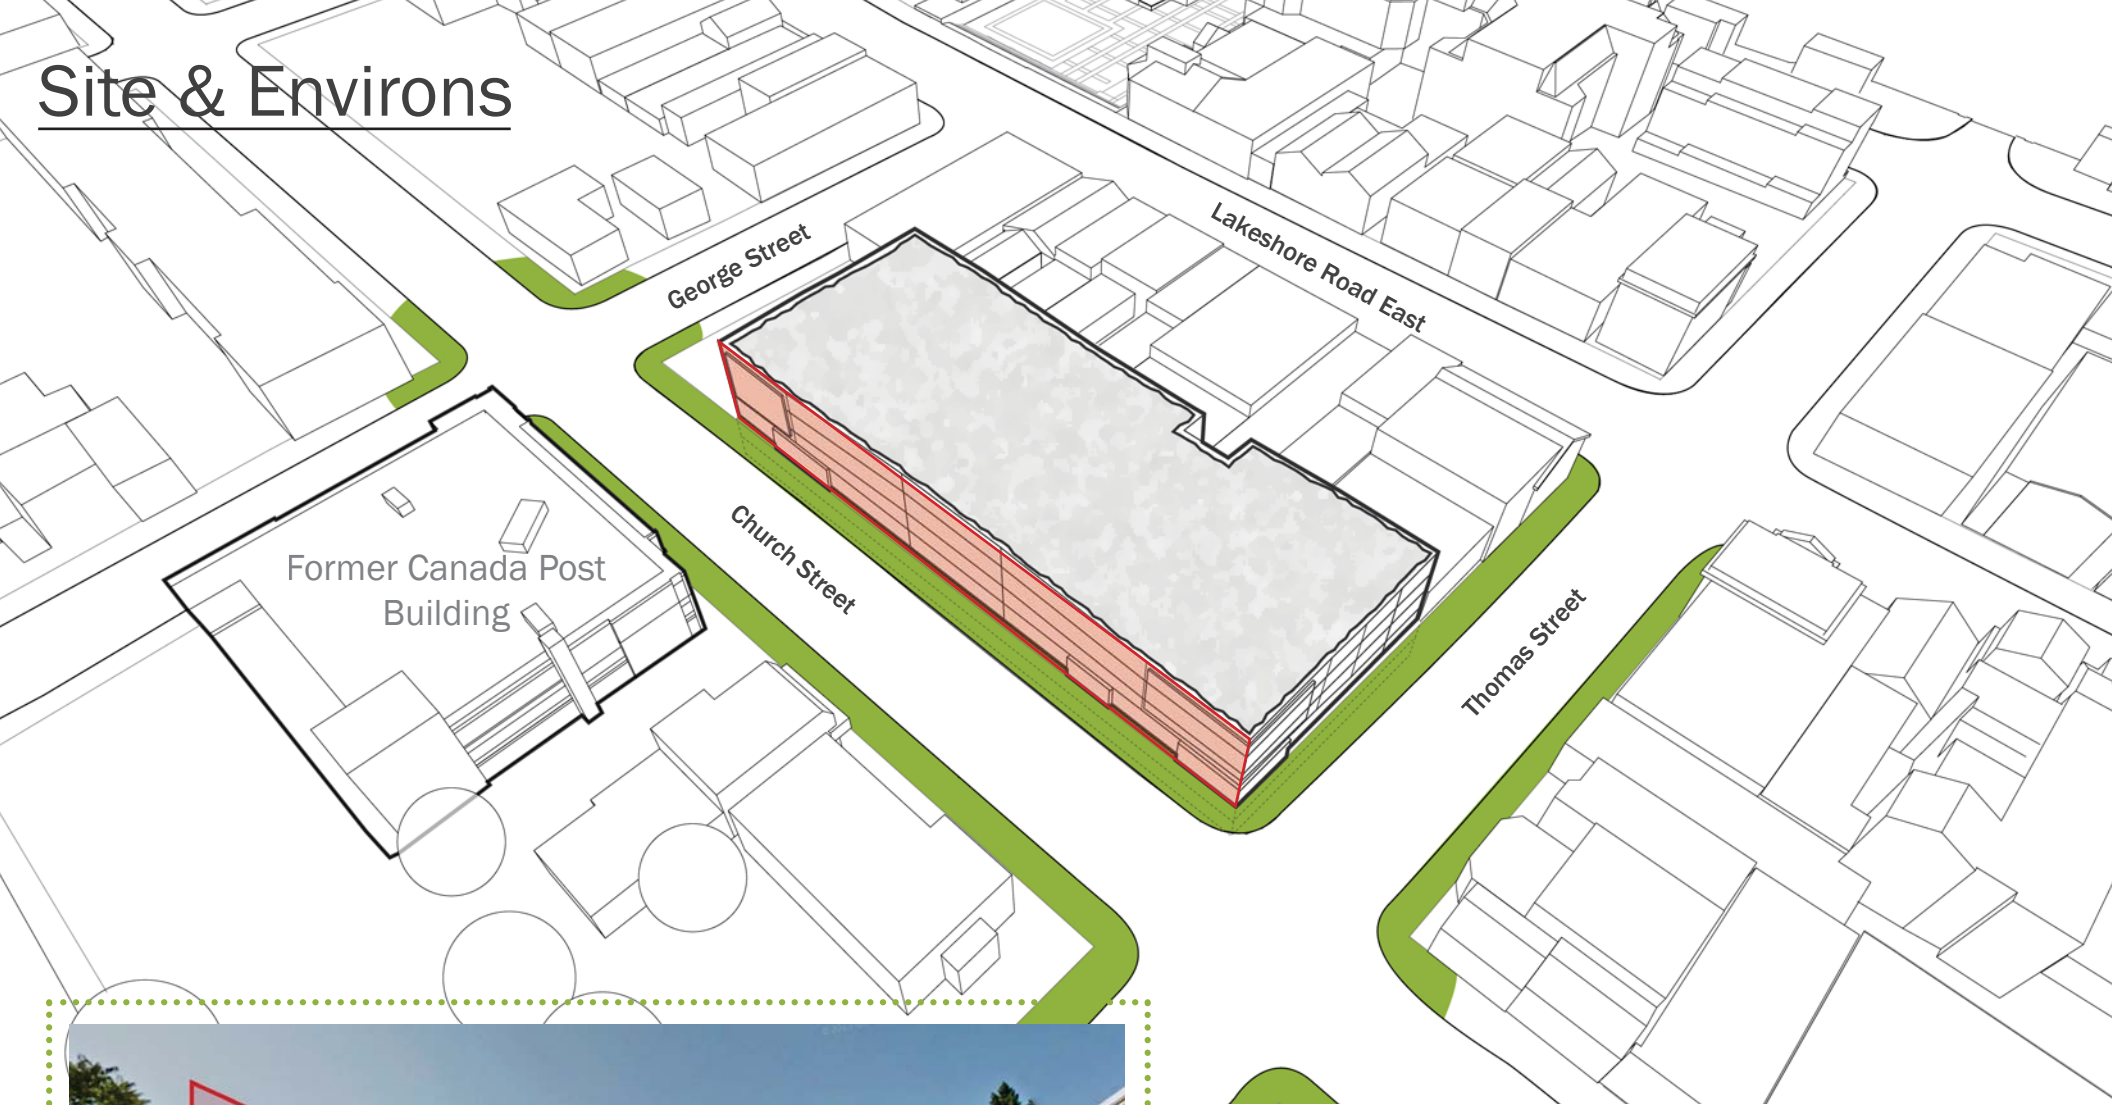 Site & Environs
George Street
Lakeshore Road East
Church Street
Former Canada Post
Building
Thomas Street